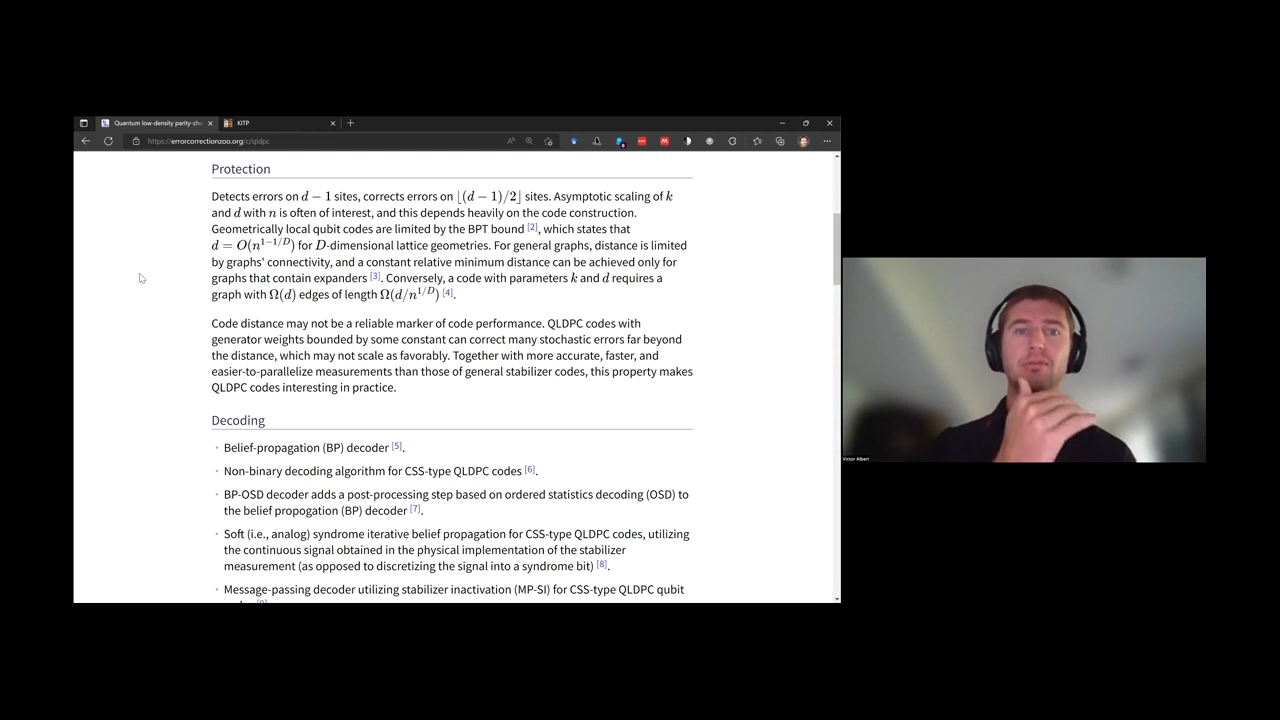 Quantum low-density parity-che
KITP
https://errorcorrectionzoo.org/c/qldpc
Protection
Detects errors on d − 1 sites, corrects errors on ⌊(d − 1)/2⌋ sites. Asymptotic scaling of k
and d with n is often of interest, and this depends heavily on the code construction.
Geometrically local qubit codes are limited by the BPT bound [2], which states that
d = O(n^{1−1/D}) for D-dimensional lattice geometries. For general graphs, distance is limited
by graphs' connectivity, and a constant relative minimum distance can be achieved only for
graphs that contain expanders [3]. Conversely, a code with parameters k and d requires a
graph with Ω(d) edges of length Ω(d/n^{1/D}) [4].
Code distance may not be a reliable marker of code performance. QLDPC codes with
generator weights bounded by some constant can correct many stochastic errors far beyond
the distance, which may not scale as favorably. Together with more accurate, faster, and
easier-to-parallelize measurements than those of general stabilizer codes, this property makes
QLDPC codes interesting in practice.
Decoding
• Belief-propagation (BP) decoder [5].
• Non-binary decoding algorithm for CSS-type QLDPC codes [6].
• BP-OSD decoder adds a post-processing step based on ordered statistics decoding (OSD) to
the belief propogation (BP) decoder [7].
• Soft (i.e., analog) syndrome iterative belief propagation for CSS-type QLDPC codes, utilizing
the continuous signal obtained in the physical implementation of the stabilizer
measurement (as opposed to discretizing the signal into a syndrome bit) [8].
• Message-passing decoder utilizing stabilizer inactivation (MP-SI) for CSS-type QLDPC qubit
Victor Albert